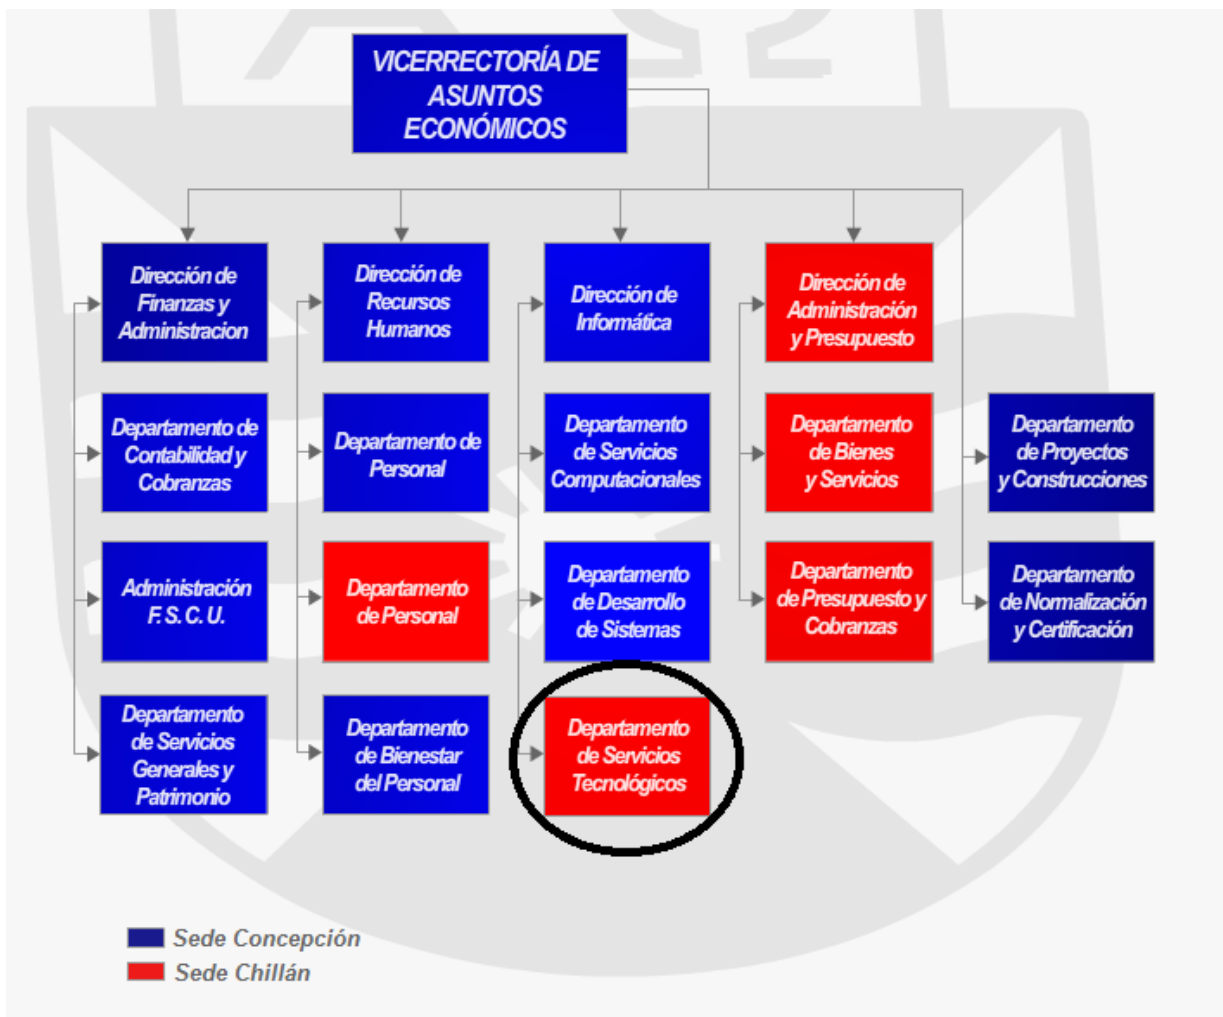 VICERRECTORÍA DE
ASUNTOS
ECONÓMICOS
Dirección de
Finanzas y
Administracion
Dirección de
Recursos
Humanos
Dirección de
Informática
Dirección de
Administración
y Presupuesto
Departamento de
Contabilidad y
Cobranzas
Departamento de
Personal
Departamento
de Servicios
Computacionales
Departamento
de Bienes
y Servicios
Departamento
de Proyectos
y Construcciones
Administración
F. S. C. U.
Departamento
de Personal
Departamento
de Desarrollo
de Sistemas
Departamento
de Presupuesto y
Cobranzas
Departamento
de Normalización
y Certificación
Departamento
de Servicios
Generales y
Patrimonio
Departamento
de Bienestar
del Personal
Departamento
de Servicios
Tecnológicos
Sede Concepción
Sede Chillán